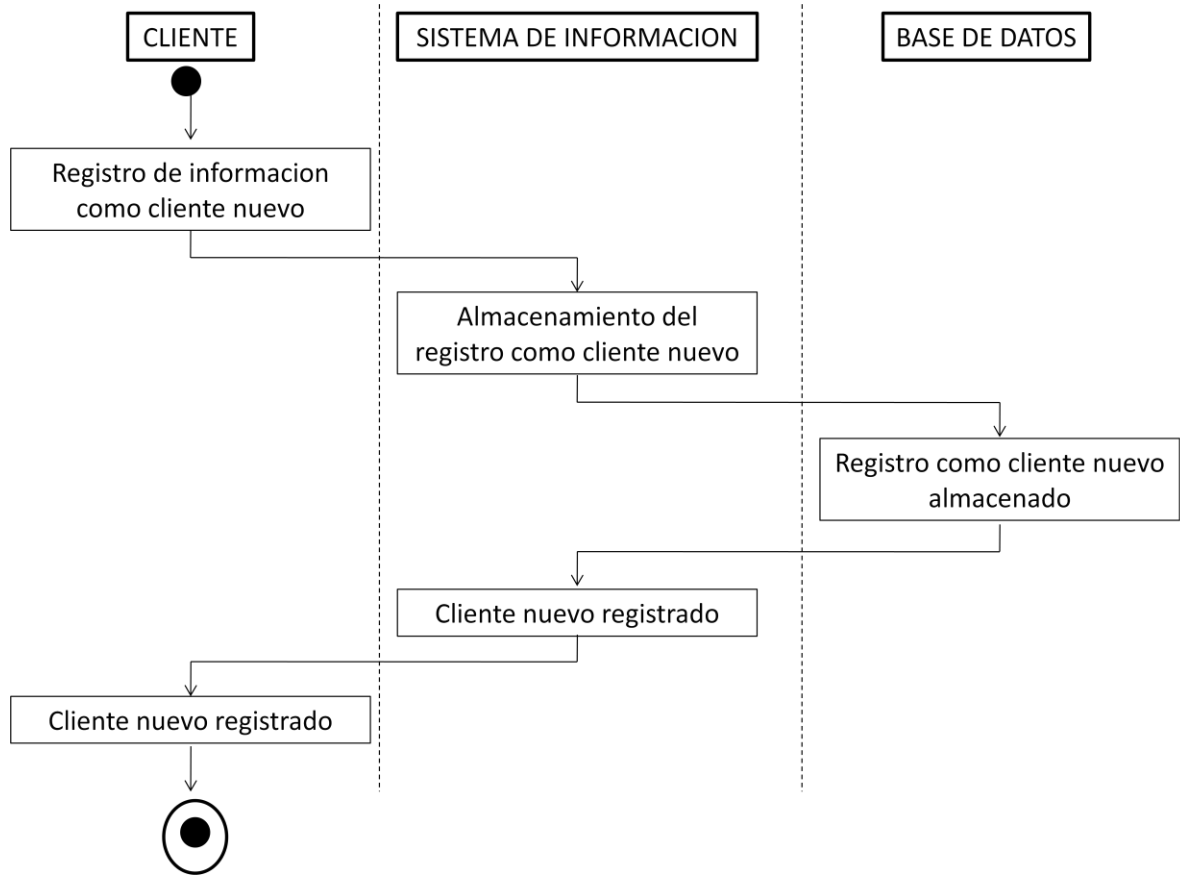 CLIENTE
SISTEMA DE INFORMACION
BASE DE DATOS
Registro de informacion
como cliente nuevo
Almacenamiento del
registro como cliente nuevo
Registro como cliente nuevo
almacenado
Cliente nuevo registrado
Cliente nuevo registrado